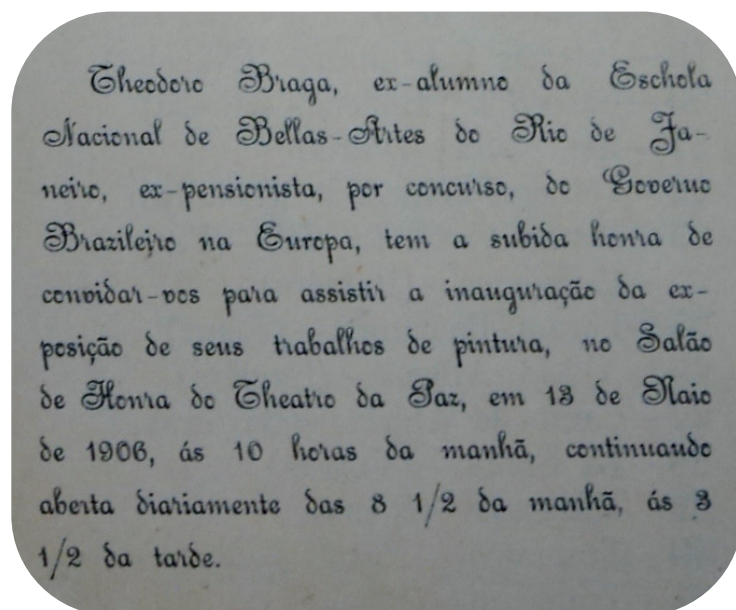 Theodoro Braga, ex-alumno da Eschola
Nacional de Bellas-Artes do Rio de Ja-
neiro, ex-pensionista, por concurso, do Governo
Brazileiro na Europa, tem a subida honra de
convidar-vos para assistir a inauguração da ex-
posição de seus trabalhos de pintura, no Salão
de Honra do Theatro da Paz, em 13 de Maio
de 1906, ás 10 horas da manhã, continuando
aberta diariamente das 8 1/2 da manhã, ás 3
1/2 da tarde.